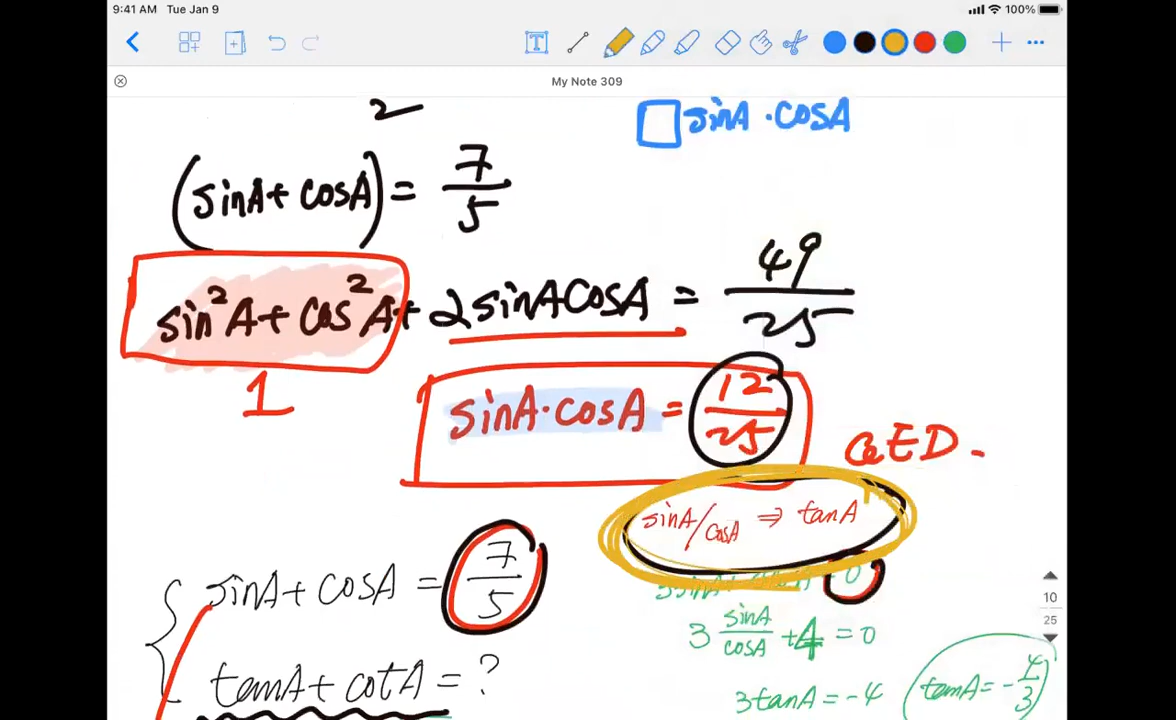 9:41 AM Tue Jan 9
100%
My Note 309
□ sinA · cosA
(sinA + cosA)² = 7/5
sin²A + cos²A + 2sinAcosA = 49/25
1
sinA·cosA = 12/25
QED.
sinA/cosA ⇒ tanA
sinA + cosA = 7/5
= 0
3 sinA/cosA + 4 = 0
10
25
tanA + cotA = ?
3tanA = -4
tanA = -4/3